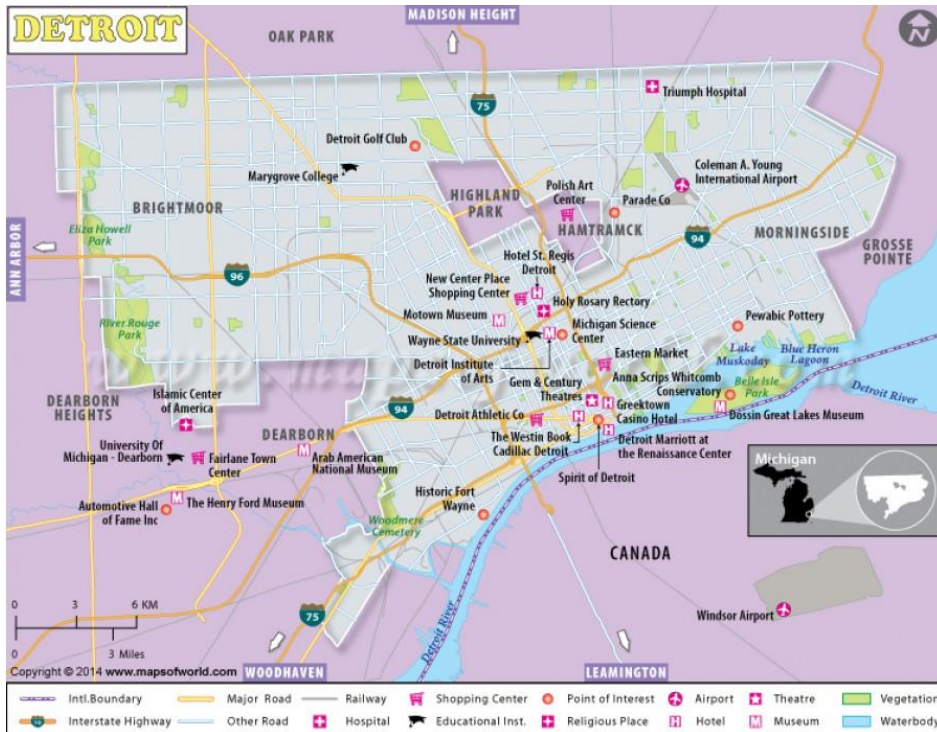 DETROIT
OAK PARK
MADISON HEIGHT
N
75
Triumph Hospital
Detroit Golf Club
Marygrove College
Coleman A. Young
International Airport
HIGHLAND
PARK
Polish Art
Center
Parade Co
BRIGHTMOOR
HAMTRAMCK
94
MORNINGSIDE
GROSSE
POINTE
ANN ARBOR
Eliza Howell
Park
96
Hotel St. Regis
Detroit
New Center Place
Shopping Center
Holy Rosary Rectory
Motown Museum
Michigan Science
Center
Pewabic Pottery
River Rouge
Park
Wayne State University
Detroit Institute
of Arts
Eastern Market
Lake
Muskoday
Blue Heron
Lagoon
Gem & Century
Theatres
Anna Scrips Whitcomb
Conservatory
Belle Isle
Park
Detroit River
DEARBORN
HEIGHTS
Islamic Center
of America
94
Detroit Athletic Co
Greektown
Casino Hotel
Dossin Great Lakes Museum
DEARBORN
The Westin Book
Cadillac Detroit
Detroit Marriott at
the Renaissance Center
University Of
Michigan - Dearborn
Fairlane Town
Center
Arab American
National Museum
Spirit of Detroit
Michigan
Automotive Hall
of Fame Inc
The Henry Ford Museum
Historic Fort
Wayne
Woodmere
Cemetery
CANADA
Windsor Airport
0 3 6 KM
0 3 Miles
75
Detroit River
Copyright © 2014 www.mapsofworld.com
WOODHAVEN
LEAMINGTON
Intl.Boundary Major Road Railway Shopping Center Point of Interest Airport Theatre Vegetation
Interstate Highway Other Road Hospital Educational Inst. Religious Place Hotel Museum Waterbody